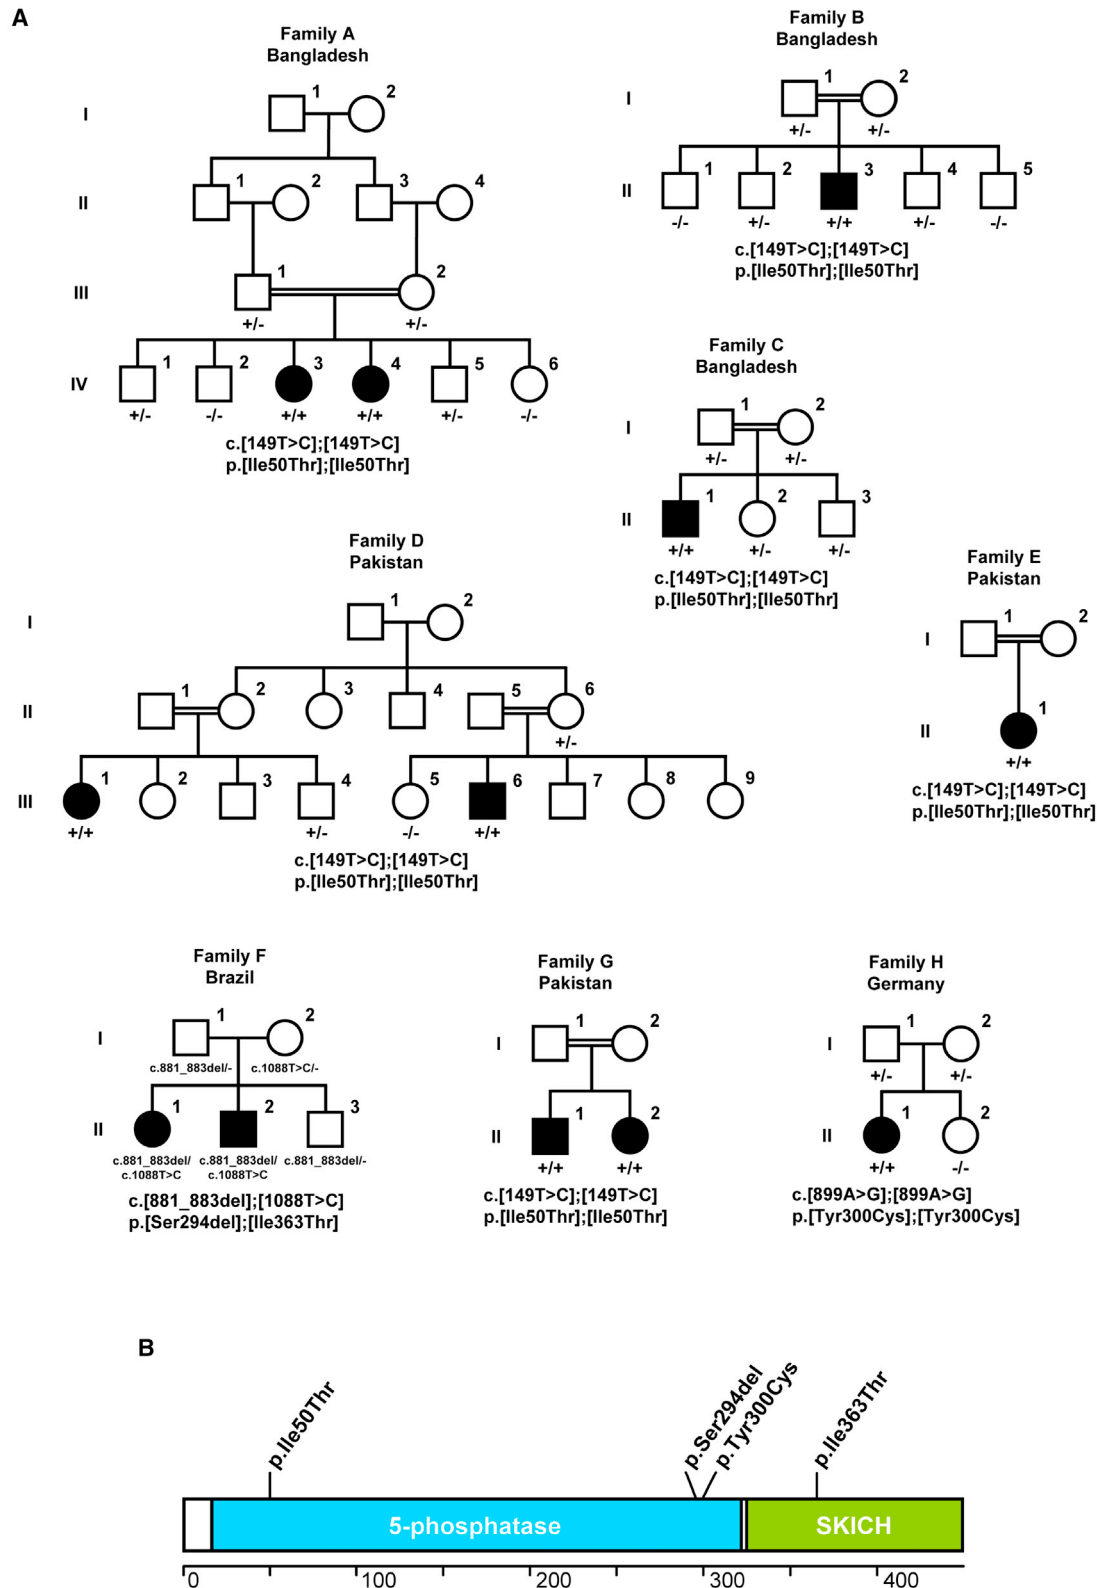 A
Family A
Bangladesh
I
1 2
II
1 2 3 4
III
1 2
+/- +/-
IV
1 2 3 4 5 6
+/- -/- +/+ +/+ +/- -/-
c.[149T>C];[149T>C]
p.[Ile50Thr];[Ile50Thr]
Family B
Bangladesh
I
1 2
+/- +/-
II
1 2 3 4 5
-/- +/- +/+ +/- -/-
c.[149T>C];[149T>C]
p.[Ile50Thr];[Ile50Thr]
Family C
Bangladesh
I
1 2
+/- +/-
II
1 2 3
+/+ +/- +/-
c.[149T>C];[149T>C]
p.[Ile50Thr];[Ile50Thr]
Family D
Pakistan
I
1 2
II
1 2 3 4 5 6
+/-
III
1 2 3 4 5 6 7 8 9
+/+ +/- -/- +/+
c.[149T>C];[149T>C]
p.[Ile50Thr];[Ile50Thr]
Family E
Pakistan
I
1 2
II
1
+/+
c.[149T>C];[149T>C]
p.[Ile50Thr];[Ile50Thr]
Family F
Brazil
I
1 2
c.881_883del/- c.1088T>C/-
II
1 2 3
c.881_883del/ c.881_883del/ c.881_883del/-
c.1088T>C c.1088T>C
c.[881_883del];[1088T>C]
p.[Ser294del];[Ile363Thr]
Family G
Pakistan
I
1 2
II
1 2
+/+ +/+
c.[149T>C];[149T>C]
p.[Ile50Thr];[Ile50Thr]
Family H
Germany
I
1 2
+/- +/-
II
1 2
+/+ -/-
c.[899A>G];[899A>G]
p.[Tyr300Cys];[Tyr300Cys]
B
p.Ile50Thr
p.Ser294del
p.Tyr300Cys
p.Ile363Thr
5-phosphatase
SKICH
0 100 200 300 400